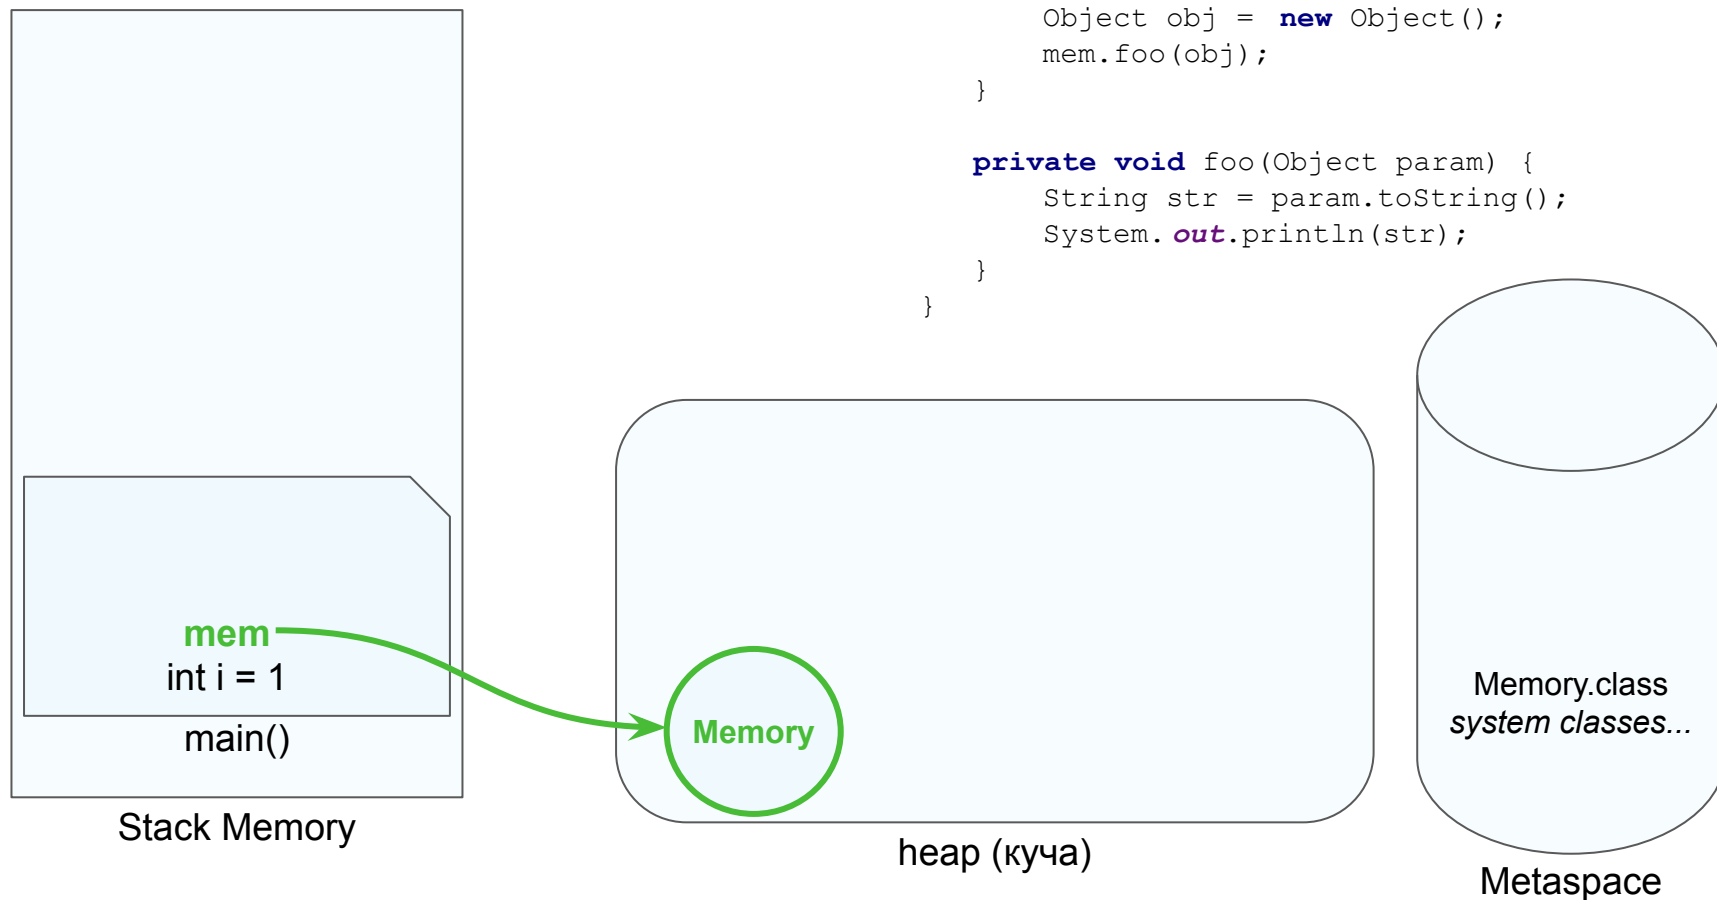 Object obj = new Object();
mem.foo(obj);
}
private void foo(Object param) {
String str = param.toString();
System.out.println(str);
}
}
mem
int i = 1
main()
Stack Memory
Memory
heap (куча)
Memory.class
system classes...
Metaspace